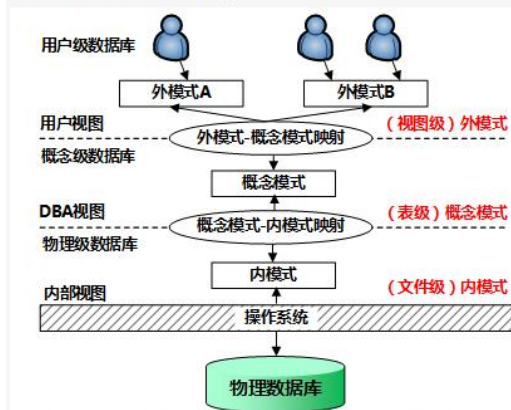 用户级数据库
外模式A
外模式B
用户视图
外模式-概念模式映射
（视图级）外模式
概念级数据库
概念模式
DBA视图
概念模式-内模式映射
（表级）概念模式
物理级数据库
内模式
内部视图
（文件级）内模式
操作系统
物理数据库